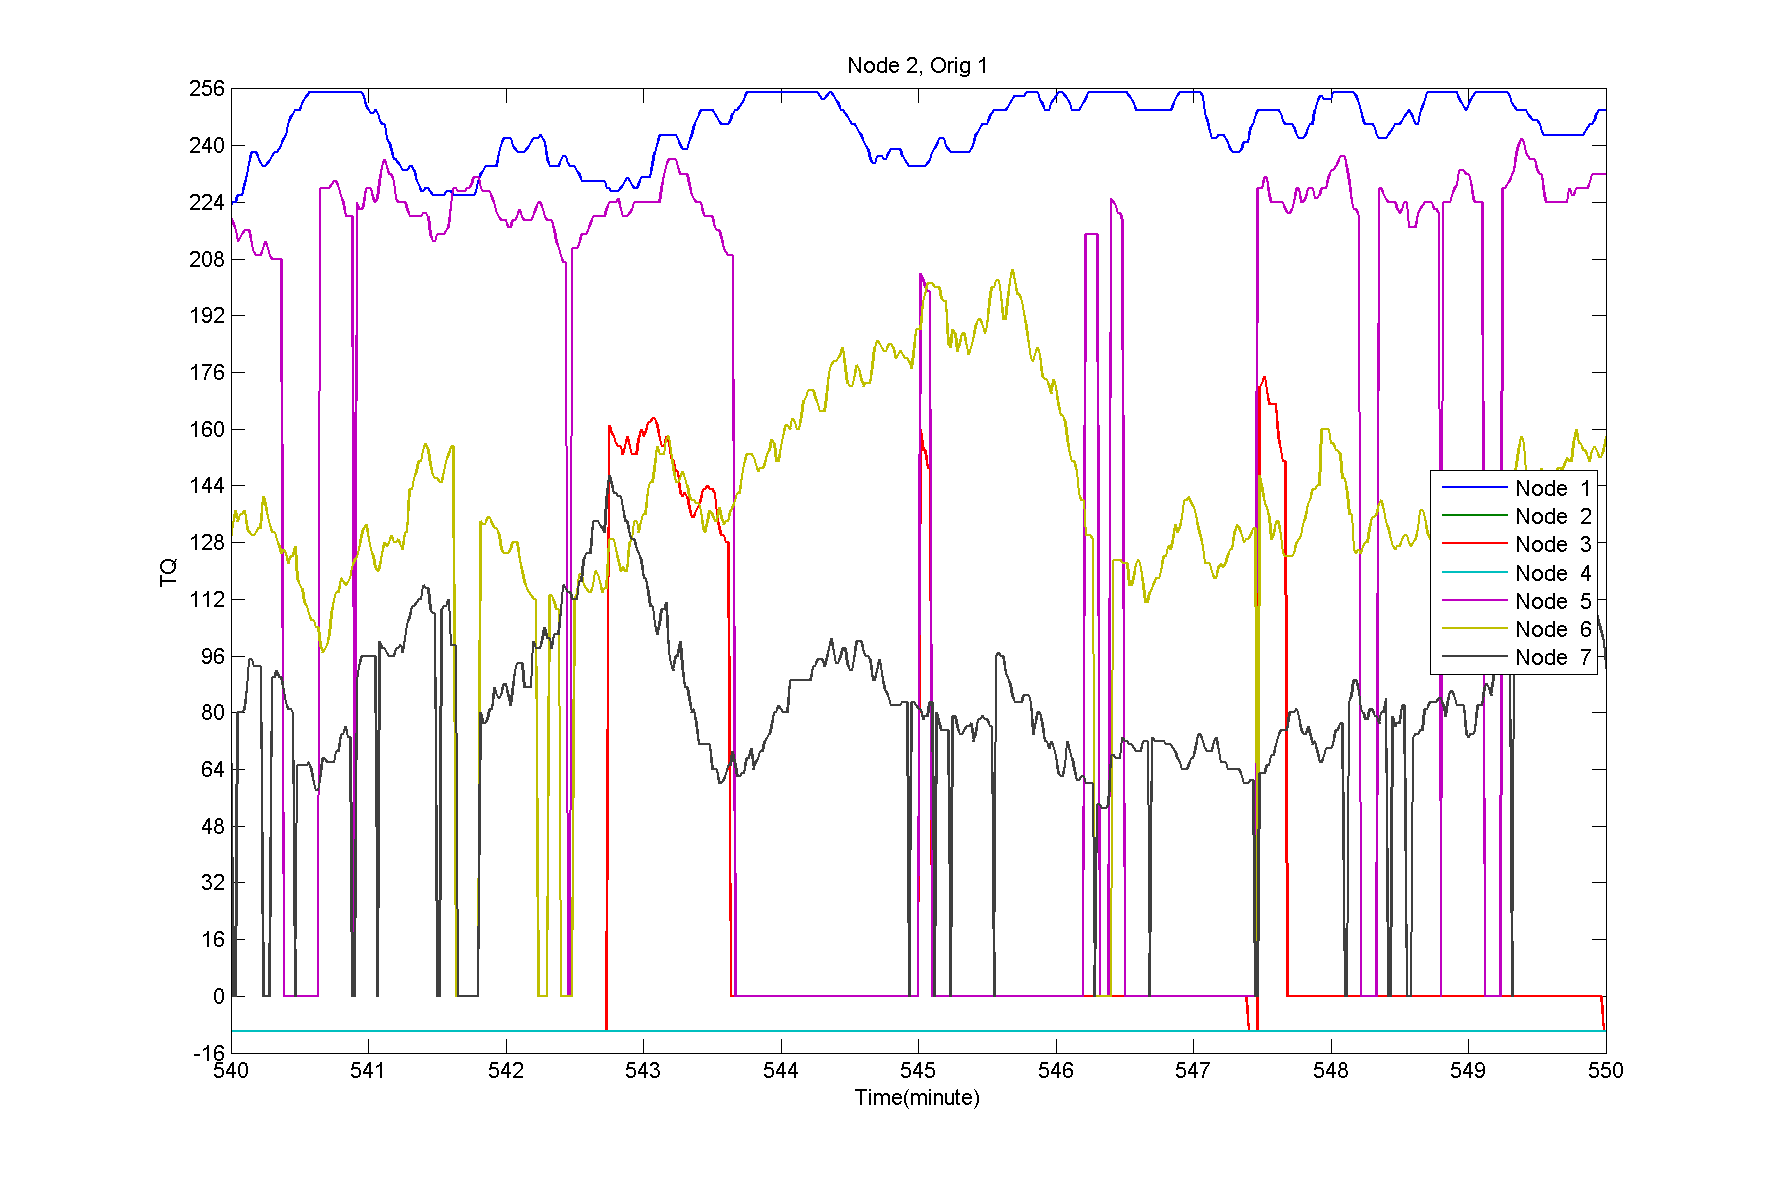 Node 2, Orig 1
256
240
224
208
192
176
160
144
128
112
96
80
64
48
32
16
0
-16
TQ
Node 1
Node 2
Node 3
Node 4
Node 5
Node 6
Node 7
540 541 542 543 544 545 546 547 548 549 550
Time(minute)